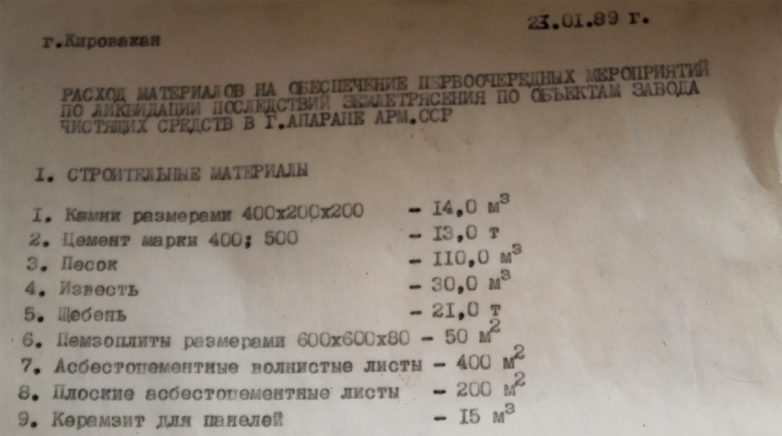 23.01.89 г.
г.Кировакан
РАСХОД МАТЕРИАЛОВ НА ОБЕСПЕЧЕНИЕ ПЕРВООЧЕРЕДНЫХ МЕРОПРИЯТИЙ
ПО ЛИКВИДАЦИИ ПОСЛЕДСТВИЙ ЗЕМЛЕТРЯСЕНИЯ ПО ОБЪЕКТАМ ЗАВОДА
ЧИСТЯЩИХ СРЕДСТВ В Г.АПАРАНЕ АРМ.ССР
I. СТРОИТЕЛЬНЫЕ МАТЕРИАЛЫ
I. Камни размерами 400х200х200 - I4,0 м³
2. Цемент марки 400; 500 - I3,0 т
3. Песок - II0,0 м³
4. Известь - 30,0 м³
5. Щебень - 2I,0 т
6. Пемзоплиты размерами 600х600х80 - 50 м²
7. Асбестоцементные волнистые листы - 400 м²
8. Плоские асбестоцементные листы - 200 м²
9. Керамзит для панелей - I5 м³